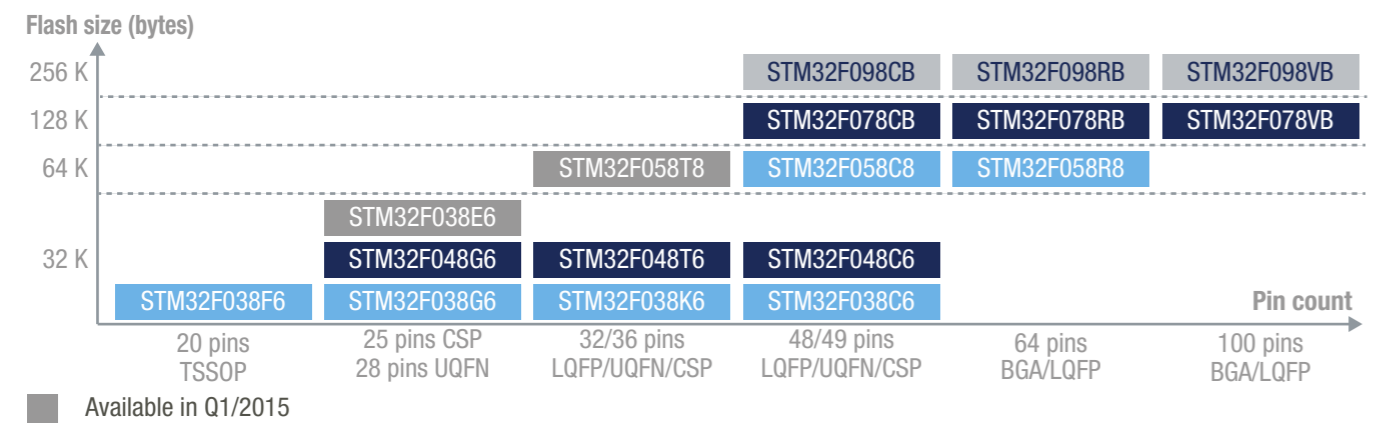 Flash size (bytes)
256 K
STM32F098CB
STM32F098RB
STM32F098VB
128 K
STM32F078CB
STM32F078RB
STM32F078VB
64 K
STM32F058T8
STM32F058C8
STM32F058R8
STM32F038E6
32 K
STM32F048G6
STM32F048T6
STM32F048C6
STM32F038F6
STM32F038G6
STM32F038K6
STM32F038C6
Pin count
20 pins
TSSOP
25 pins CSP
28 pins UQFN
32/36 pins
LQFP/UQFN/CSP
48/49 pins
LQFP/UQFN/CSP
64 pins
BGA/LQFP
100 pins
BGA/LQFP
Available in Q1/2015